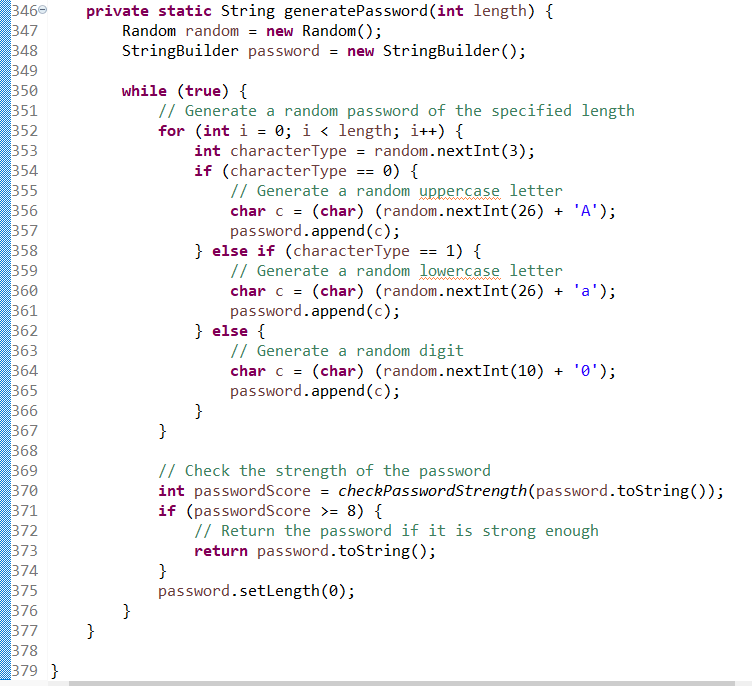 346 private static String generatePassword(int length) {
347 Random random = new Random();
348 StringBuilder password = new StringBuilder();
349
350 while (true) {
351 // Generate a random password of the specified length
352 for (int i = 0; i < length; i++) {
353 int characterType = random.nextInt(3);
354 if (characterType == 0) {
355 // Generate a random uppercase letter
356 char c = (char) (random.nextInt(26) + 'A');
357 password.append(c);
358 } else if (characterType == 1) {
359 // Generate a random lowercase letter
360 char c = (char) (random.nextInt(26) + 'a');
361 password.append(c);
362 } else {
363 // Generate a random digit
364 char c = (char) (random.nextInt(10) + '0');
365 password.append(c);
366 }
367 }
368
369 // Check the strength of the password
370 int passwordScore = checkPasswordStrength(password.toString());
371 if (passwordScore >= 8) {
372 // Return the password if it is strong enough
373 return password.toString();
374 }
375 password.setLength(0);
376 }
377 }
378
379 }